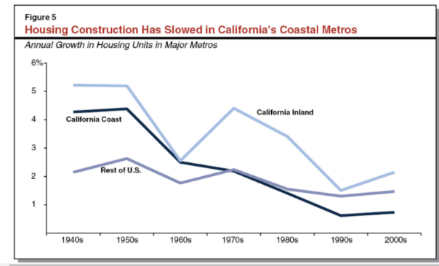 Figure 5
Housing Construction Has Slowed in California's Coastal Metros
Annual Growth in Housing Units in Major Metros
6%
5
California Inland
4
California Coast
3
Rest of U.S.
2
1
1940s 1950s 1960s 1970s 1980s 1990s 2000s